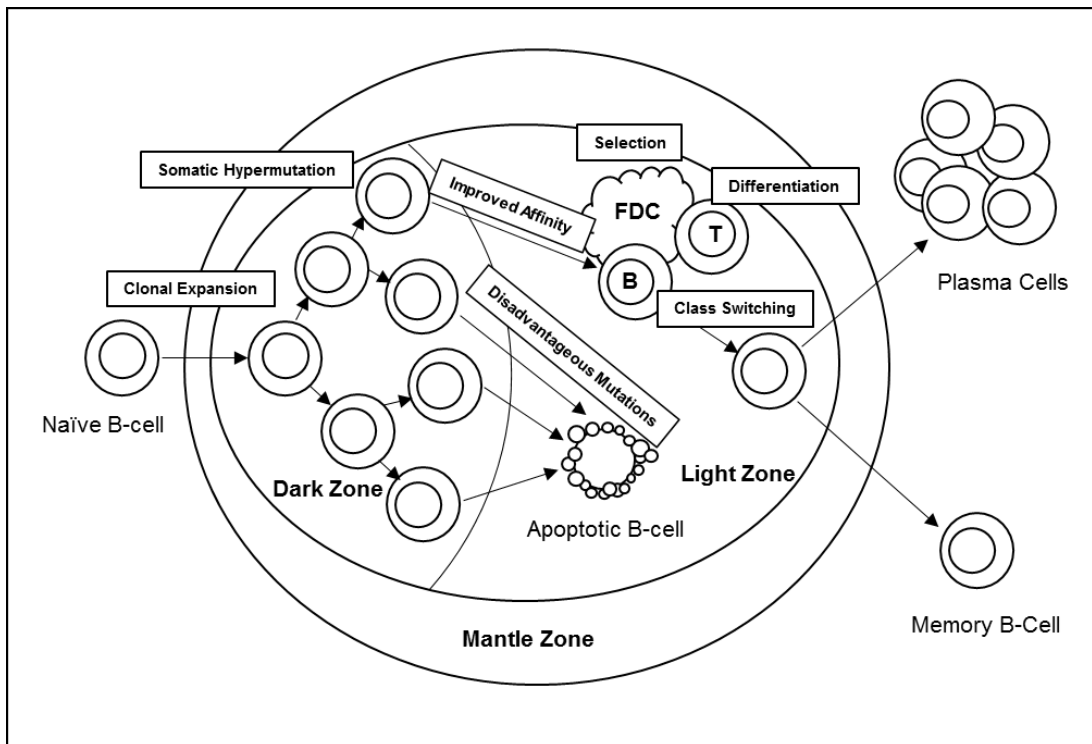 Selection
Somatic Hypermutation
Improved Affinity
Differentiation
FDC
T
Plasma Cells
Clonal Expansion
B
Class Switching
Disadvantageous Mutations
Naïve B-cell
Dark Zone
Light Zone
Apoptotic B-cell
Mantle Zone
Memory B-Cell